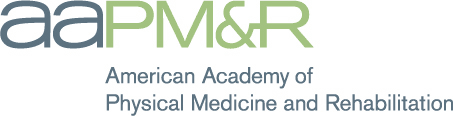 aaPM&R
American Academy of
Physical Medicine and Rehabilitation